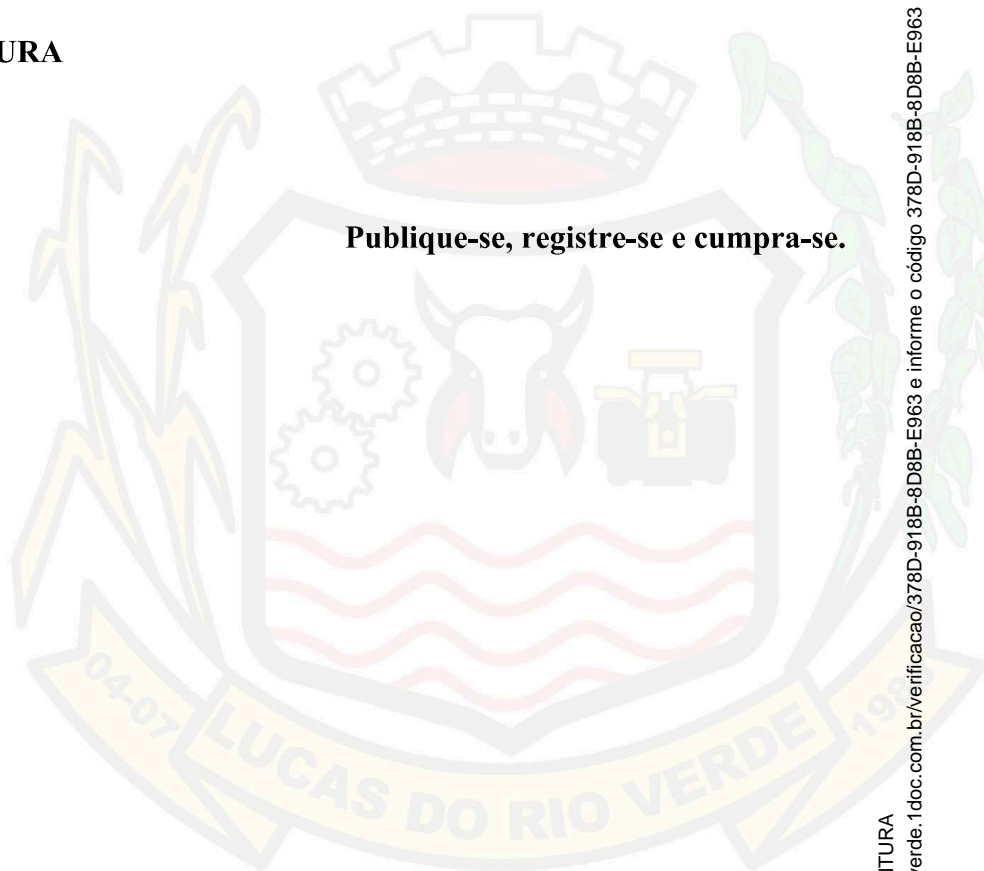 URA
Publique-se, registre-se e cumpra-se.
04-07
LUCAS DO RIO VERDE
ITURA
verde.1doc.com.br/verificacao/378D-918B-8D8B-E963 e informe o código 378D-918B-8D8B-E963